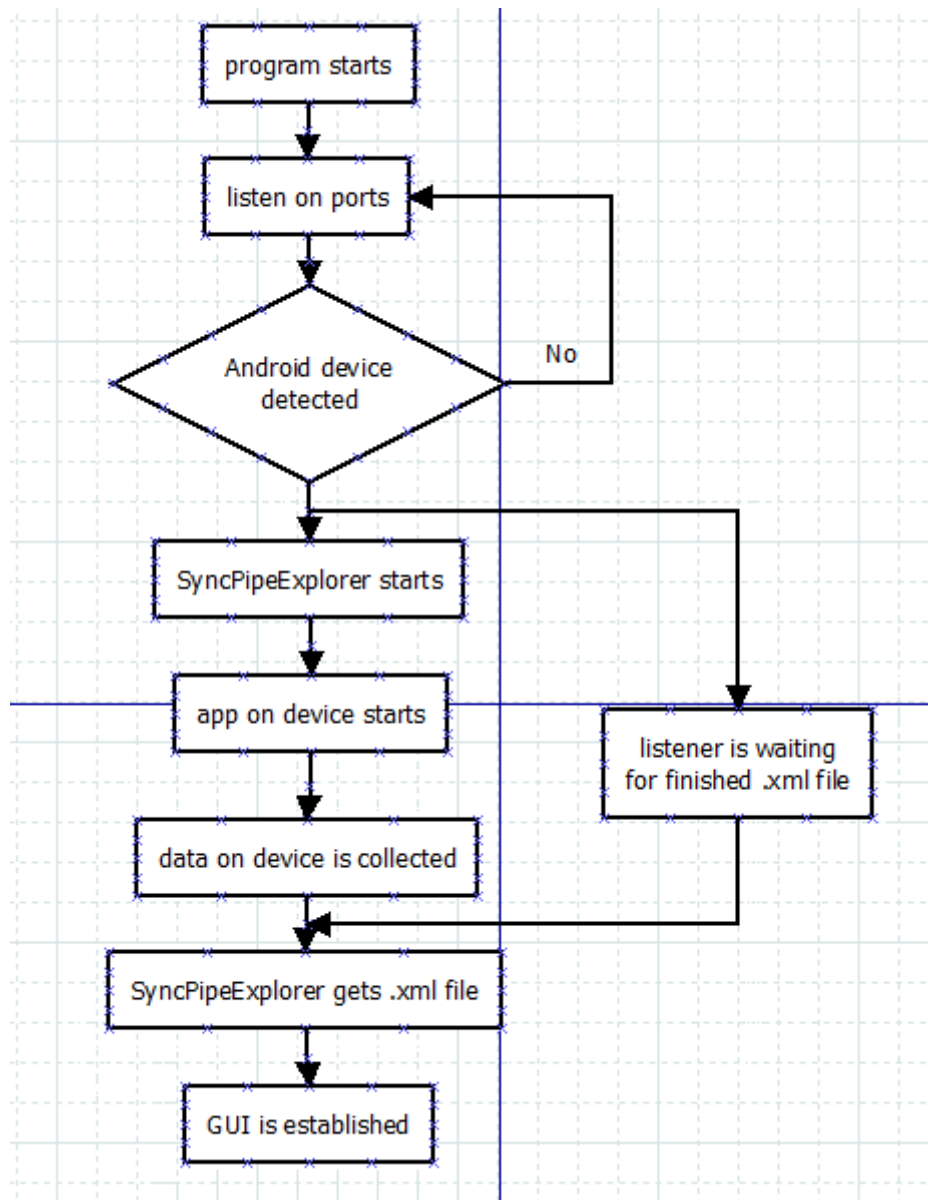 program starts
listen on ports
Android device
detected
No
SyncPipeExplorer starts
app on device starts
listener is waiting
for finished .xml file
data on device is collected
SyncPipeExplorer gets .xml file
GUI is established